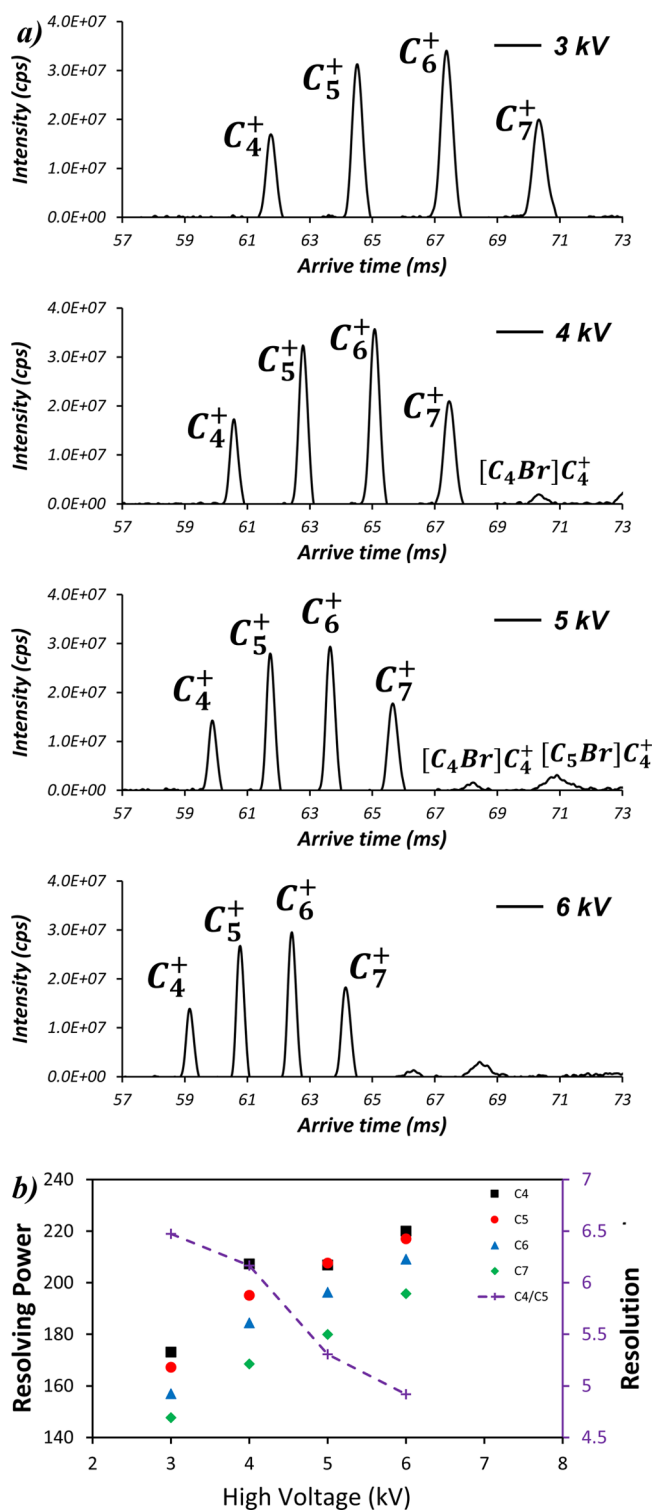 a)
4.0E+07
3.0E+07
2.0E+07
1.0E+07
0.0E+00
Intensity (cps)
C₄⁺
C₅⁺
C₆⁺
C₇⁺
3 kV
57 59 61 63 65 67 69 71 73
Arrive time (ms)
4.0E+07
3.0E+07
2.0E+07
1.0E+07
0.0E+00
Intensity (cps)
C₄⁺
C₅⁺
C₆⁺
C₇⁺
[C₄Br]C₄⁺
4 kV
57 59 61 63 65 67 69 71 73
Arrive time (ms)
4.0E+07
3.0E+07
2.0E+07
1.0E+07
0.0E+00
Intensity (cps)
C₄⁺
C₅⁺
C₆⁺
C₇⁺
[C₄Br]C₄⁺
[C₅Br]C₄⁺
5 kV
57 59 61 63 65 67 69 71 73
Arrive time (ms)
4.0E+07
3.0E+07
2.0E+07
1.0E+07
0.0E+00
Intensity (cps)
C₄⁺
C₅⁺
C₆⁺
C₇⁺
6 kV
57 59 61 63 65 67 69 71 73
Arrive time (ms)
b)
240
220
200
180
160
140
Resolving Power
C4
C5
C6
C7
C4/C5
7
6.5
6
5.5
5
4.5
Resolution
2 3 4 5 6 7 8
High Voltage (kV)